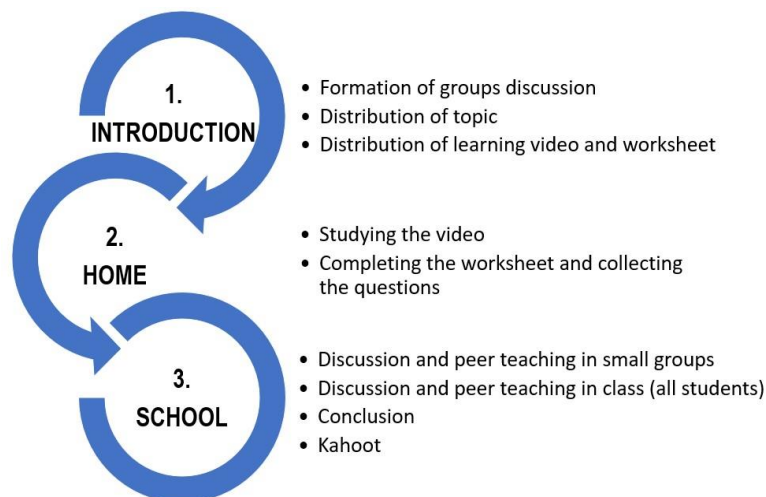 1.
INTRODUCTION
• Formation of groups discussion
• Distribution of topic
• Distribution of learning video and worksheet
2.
HOME
• Studying the video
• Completing the worksheet and collecting
the questions
3.
SCHOOL
• Discussion and peer teaching in small groups
• Discussion and peer teaching in class (all students)
• Conclusion
• Kahoot